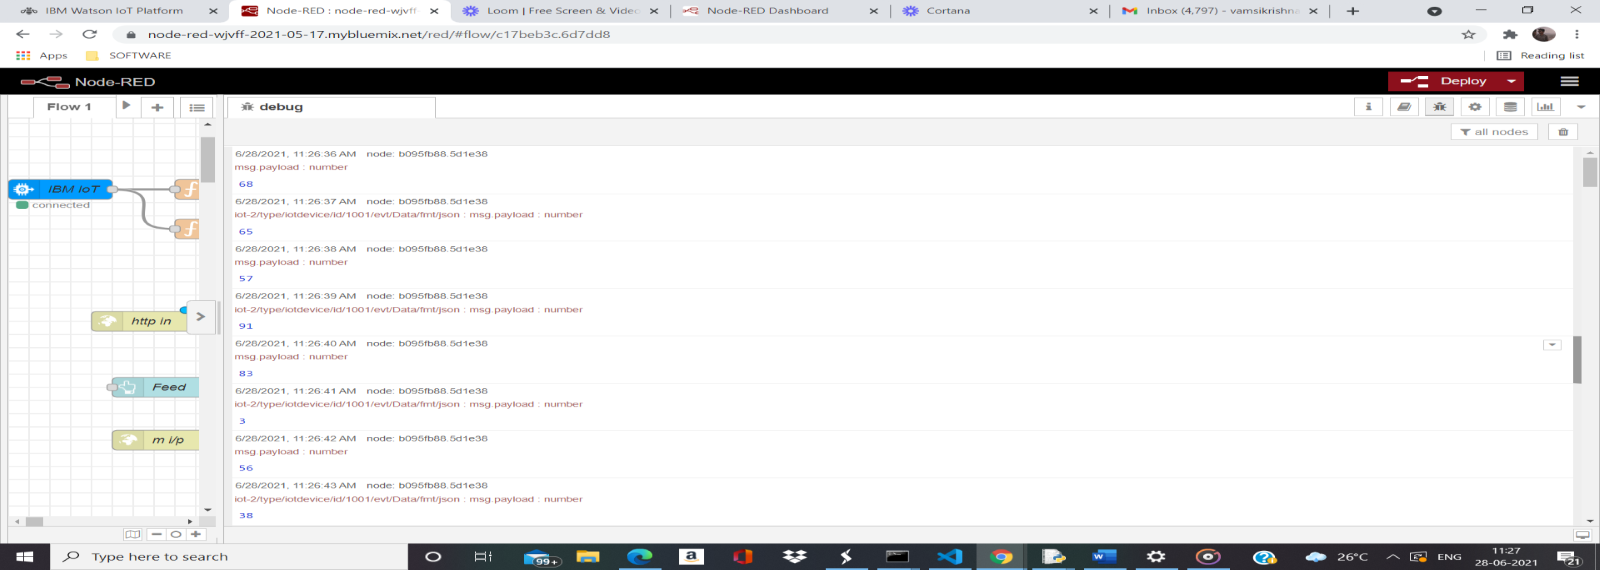 IBM Watson IoT Platform
Node-RED : node-red-wjvff
Loom | Free Screen & Video
Node-RED Dashboard
Cortana
Inbox (4,797) - vamsikrishna
node-red-wjvff-2021-05-17.mybluemix.net/red/#flow/c17beb3c.6d7dd8
Apps
SOFTWARE
Reading list
Node-RED
Deploy
Flow 1
debug
all nodes
IBM IoT
connected
http in
Feed
m i/p
6/28/2021, 11:26:36 AM node: b095fb88.5d1e38
msg.payload : number
68
6/28/2021, 11:26:37 AM node: b095fb88.5d1e38
iot-2/type/iotdevice/id/1001/evt/Data/fmt/json : msg.payload : number
65
6/28/2021, 11:26:38 AM node: b095fb88.5d1e38
msg.payload : number
57
6/28/2021, 11:26:39 AM node: b095fb88.5d1e38
iot-2/type/iotdevice/id/1001/evt/Data/fmt/json : msg.payload : number
91
6/28/2021, 11:26:40 AM node: b095fb88.5d1e38
msg.payload : number
83
6/28/2021, 11:26:41 AM node: b095fb88.5d1e38
iot-2/type/iotdevice/id/1001/evt/Data/fmt/json : msg.payload : number
3
6/28/2021, 11:26:42 AM node: b095fb88.5d1e38
msg.payload : number
56
6/28/2021, 11:26:43 AM node: b095fb88.5d1e38
iot-2/type/iotdevice/id/1001/evt/Data/fmt/json : msg.payload : number
38
Type here to search
99+
26°C
ENG
11:27
28-06-2021
21